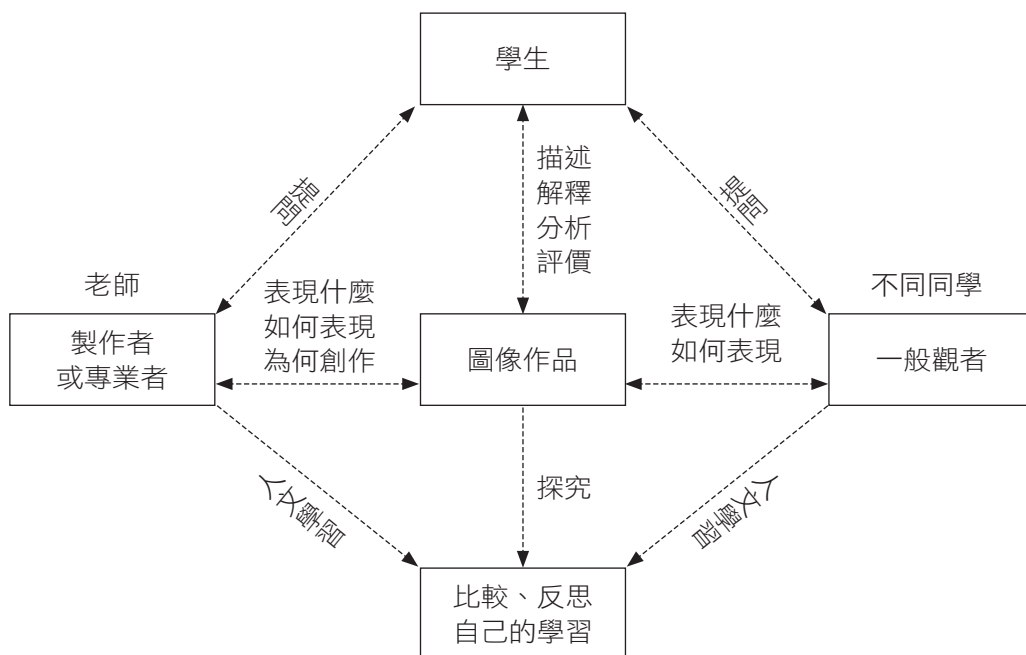 學生
提問
描述
解釋
分析
評價
提問
老師
製作者
或專業者
表現什麼
如何表現
為何創作
圖像作品
表現什麼
如何表現
不同同學
一般觀者
人文學習
探究
人文學習
比較、反思
自己的學習